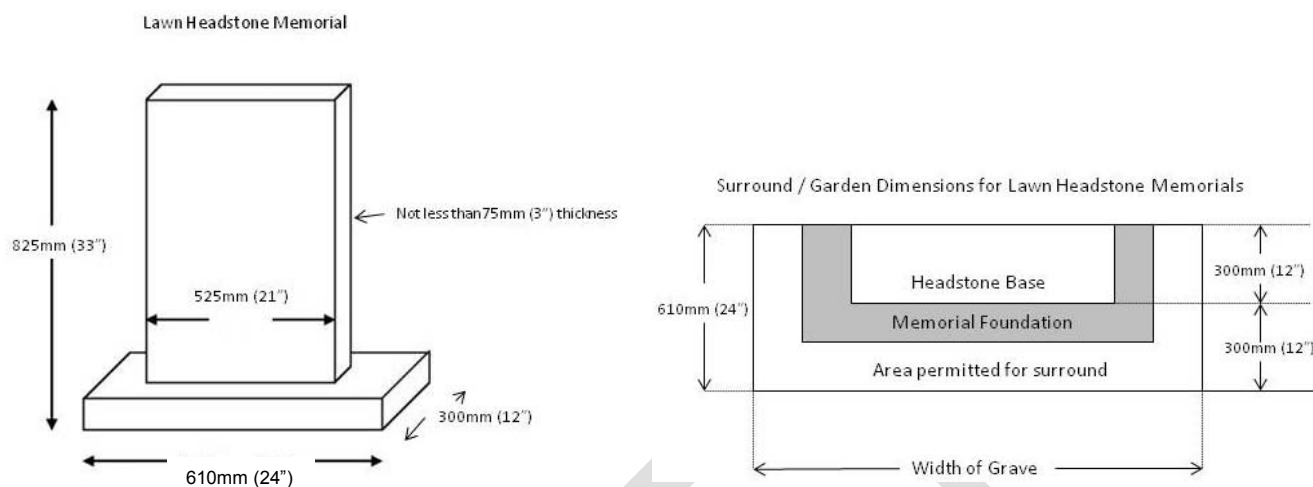 Lawn Headstone Memorial
Not less than75mm (3") thickness
825mm (33")
525mm (21")
300mm (12")
610mm (24")
Surround / Garden Dimensions for Lawn Headstone Memorials
300mm (12")
Headstone Base
610mm (24")
Memorial Foundation
300mm (12")
Area permitted for surround
Width of Grave